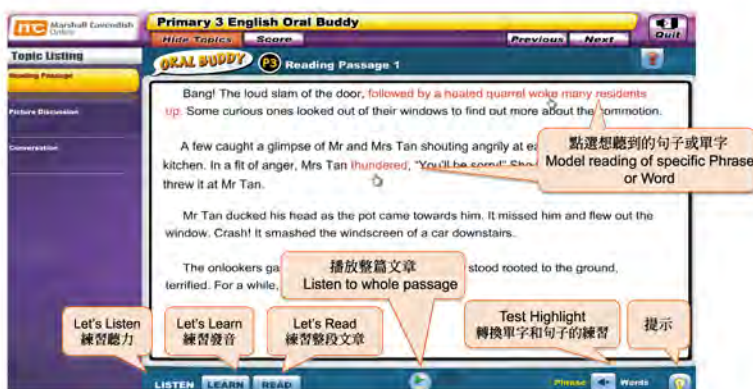 mc Marshall Cavendish
Online
Primary 3 English Oral Buddy
Hide Topics Score Previous Next Quit
Topic Listing
Reading Passage
Picture Discussion
Conversation
ORAL BUDDY P3 Reading Passage 1 ?
Bang! The loud slam of the door, followed by a heated quarrel woke many residents
up. Some curious ones looked out of their windows to find out more about the commotion.
A few caught a glimpse of Mr and Mrs Tan shouting angrily at
kitchen. In a fit of anger, Mrs Tan thundered, "You'll be sorry!"
threw it at Mr Tan.
點選想聽到的句子或單字
Model reading of specific Phrase
or Word
Mr Tan ducked his head as the pot came towards him. It missed him and flew out the
window. Crash! It smashed the windscreen of a car downstairs.
The onlookers stood rooted to the ground,
terrified. For a while,
播放整篇文章
Listen to whole passage
Let's Listen
練習聽力
Let's Learn
練習發音
Let's Read
練習整段文章
Test Highlight
轉換單字和句子的練習
提示
LISTEN LEARN READ Phrase Words